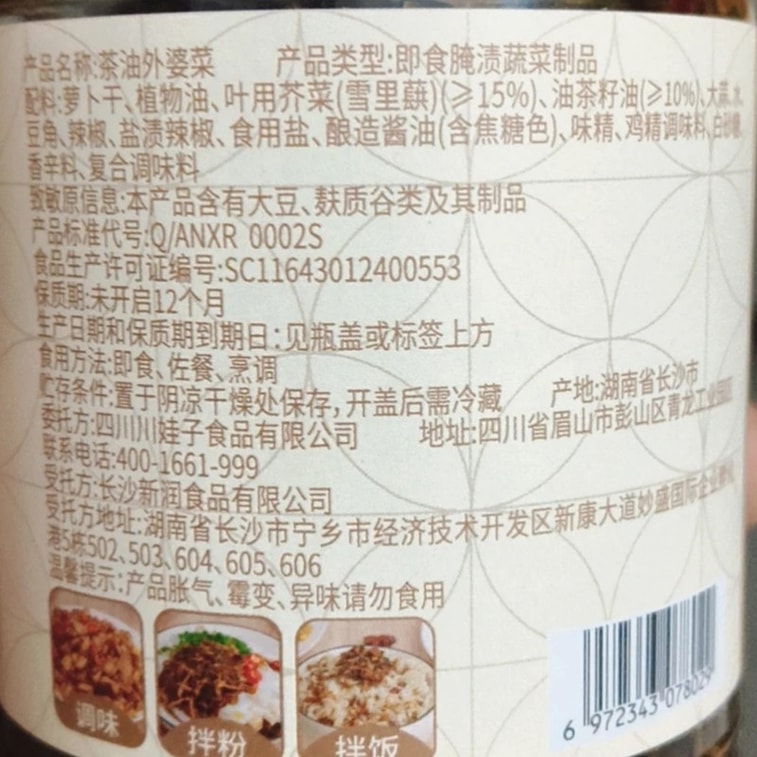 产品名称:茶油外婆菜 产品类型:即食腌渍蔬菜制品
配料:萝卜干、植物油、叶用芥菜(雪里蕻)(≥15%)、油茶籽油(≥10%)、大蒜、水、
豆角、辣椒、盐渍辣椒、食用盐、酿造酱油(含焦糖色)、味精、鸡精调味料、白砂糖、
香辛料、复合调味料
致敏原信息:本产品含有大豆、麸质谷类及其制品
产品标准代号:Q/ANXR 0002S
食品生产许可证编号:SC11643012400553
保质期:未开启12个月
生产日期和保质期到期日:见瓶盖或标签上方
食用方法:即食、佐餐、烹调
贮存条件:置于阴凉干燥处保存,开盖后需冷藏 产地:湖南省长沙市
委托方:四川川娃子食品有限公司 地址:四川省眉山市彭山区青龙工业园区
联系电话:400-1661-999
受托方:长沙新润食品有限公司
受托方地址:湖南省长沙市宁乡市经济技术开发区新康大道妙盛国际企业
港5栋502、503、604、605、606
温馨提示:产品胀气、霉变、异味请勿食用
调味
拌粉
拌饭
6 972343 078029